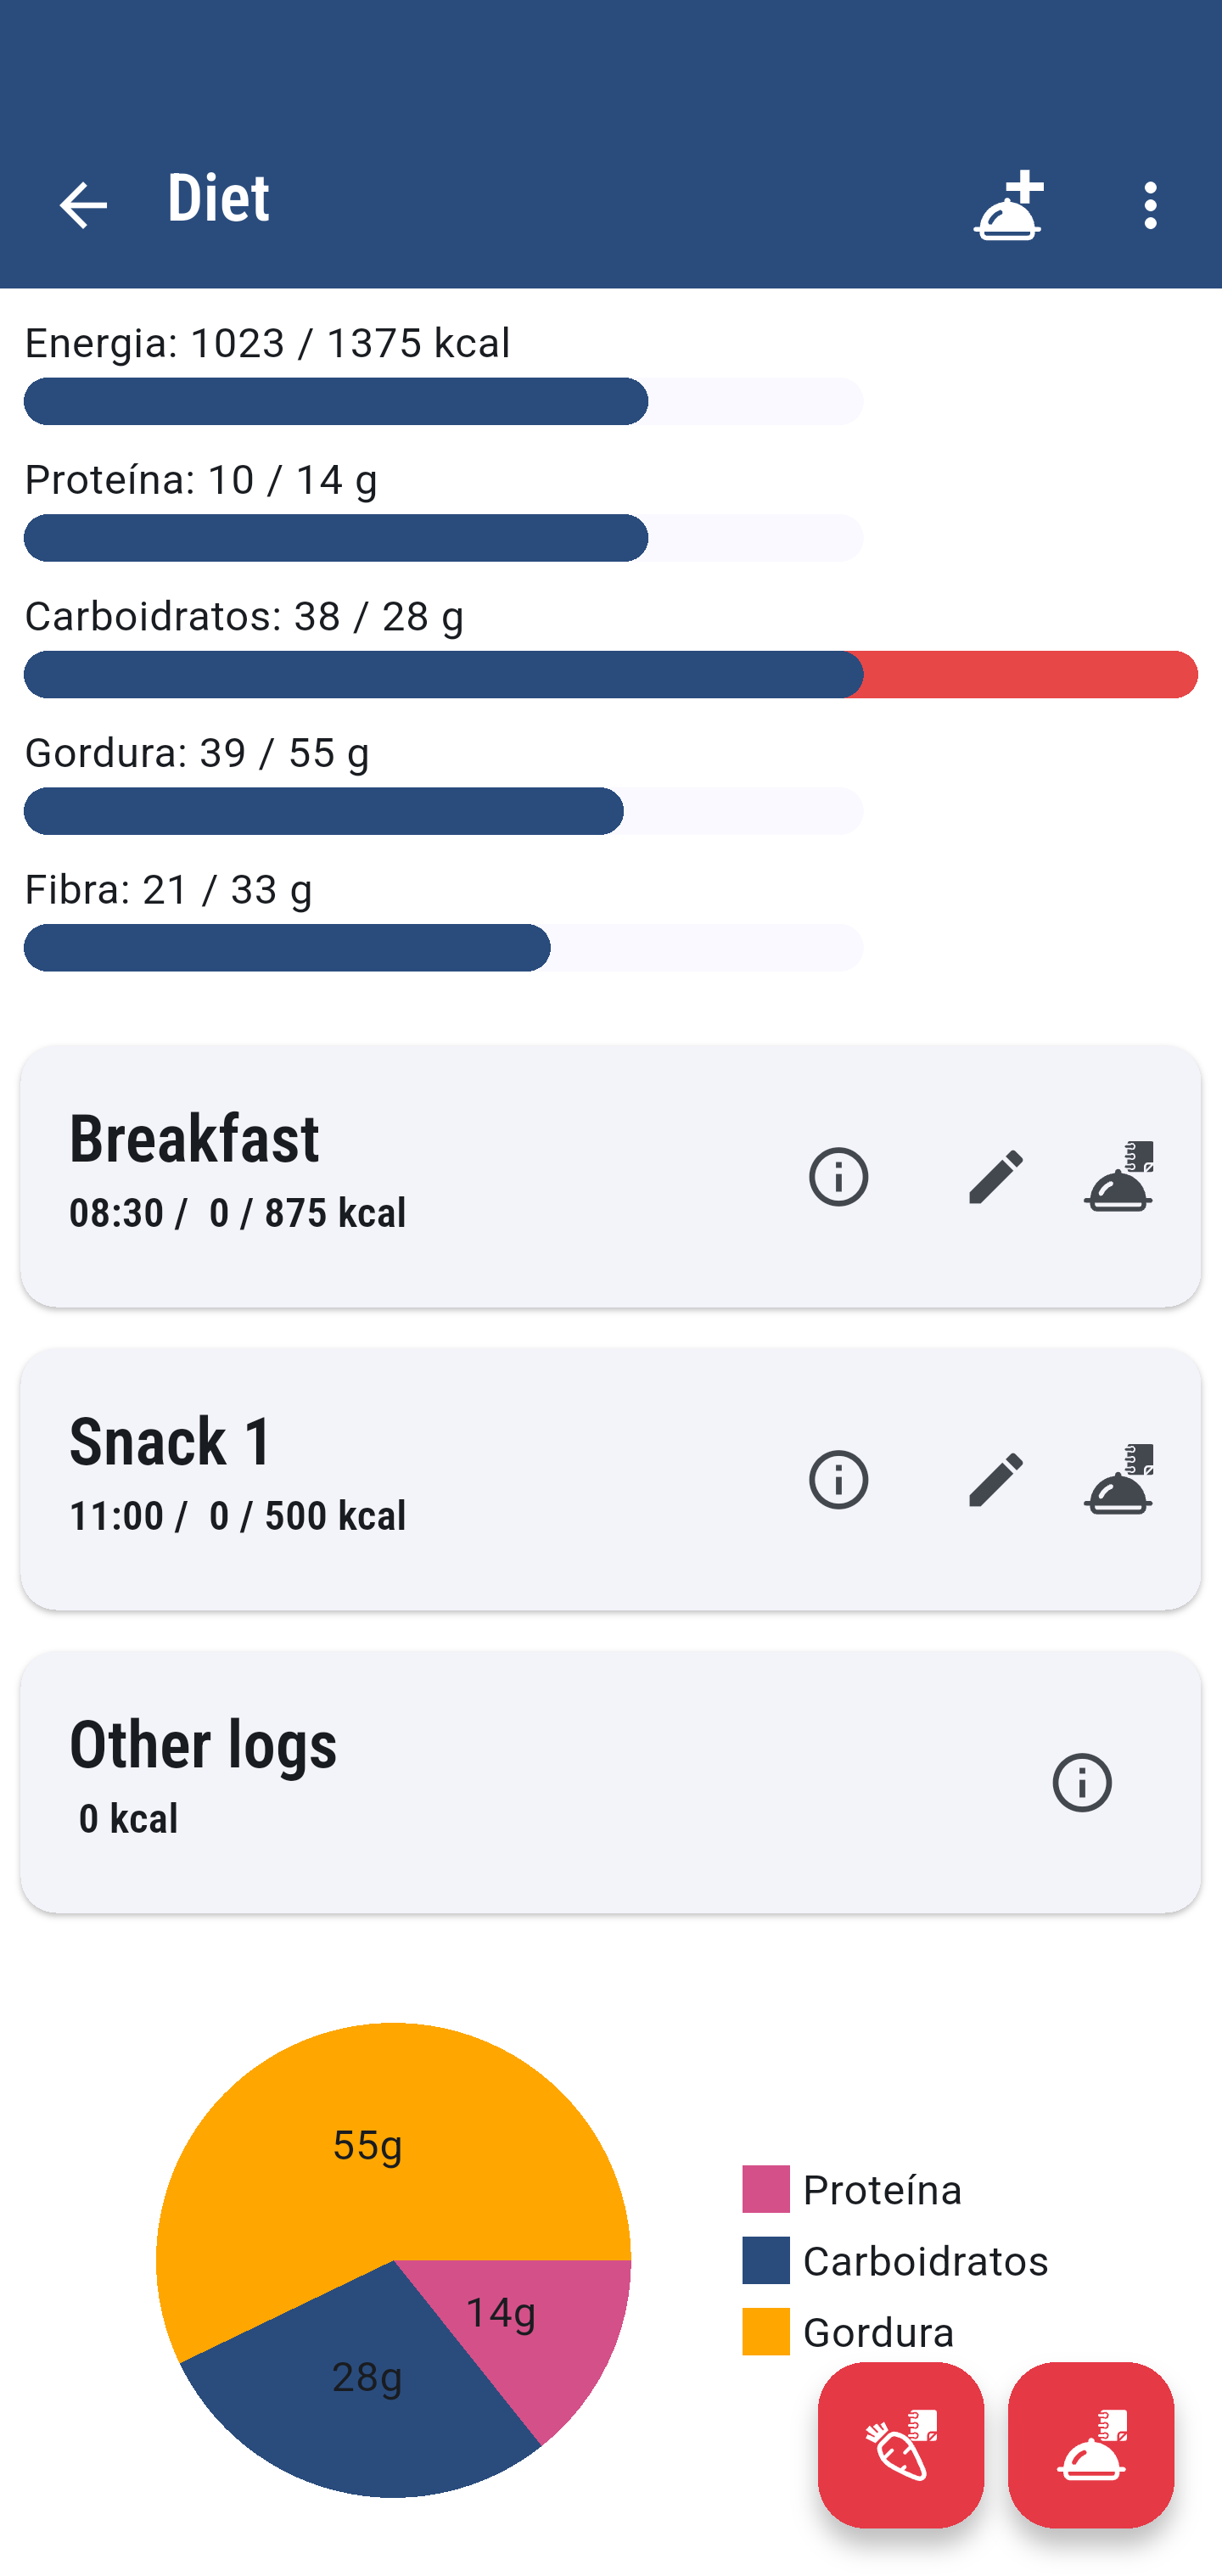 Diet
Energia: 1023 / 1375 kcal
Proteína: 10 / 14 g
Carboidratos: 38 / 28 g
Gordura: 39 / 55 g
Fibra: 21 / 33 g
Breakfast
08:30 /  0 / 875 kcal
Snack 1
11:00 /  0 / 500 kcal
Other logs
0 kcal
55g
14g
28g
Proteína
Carboidratos
Gordura